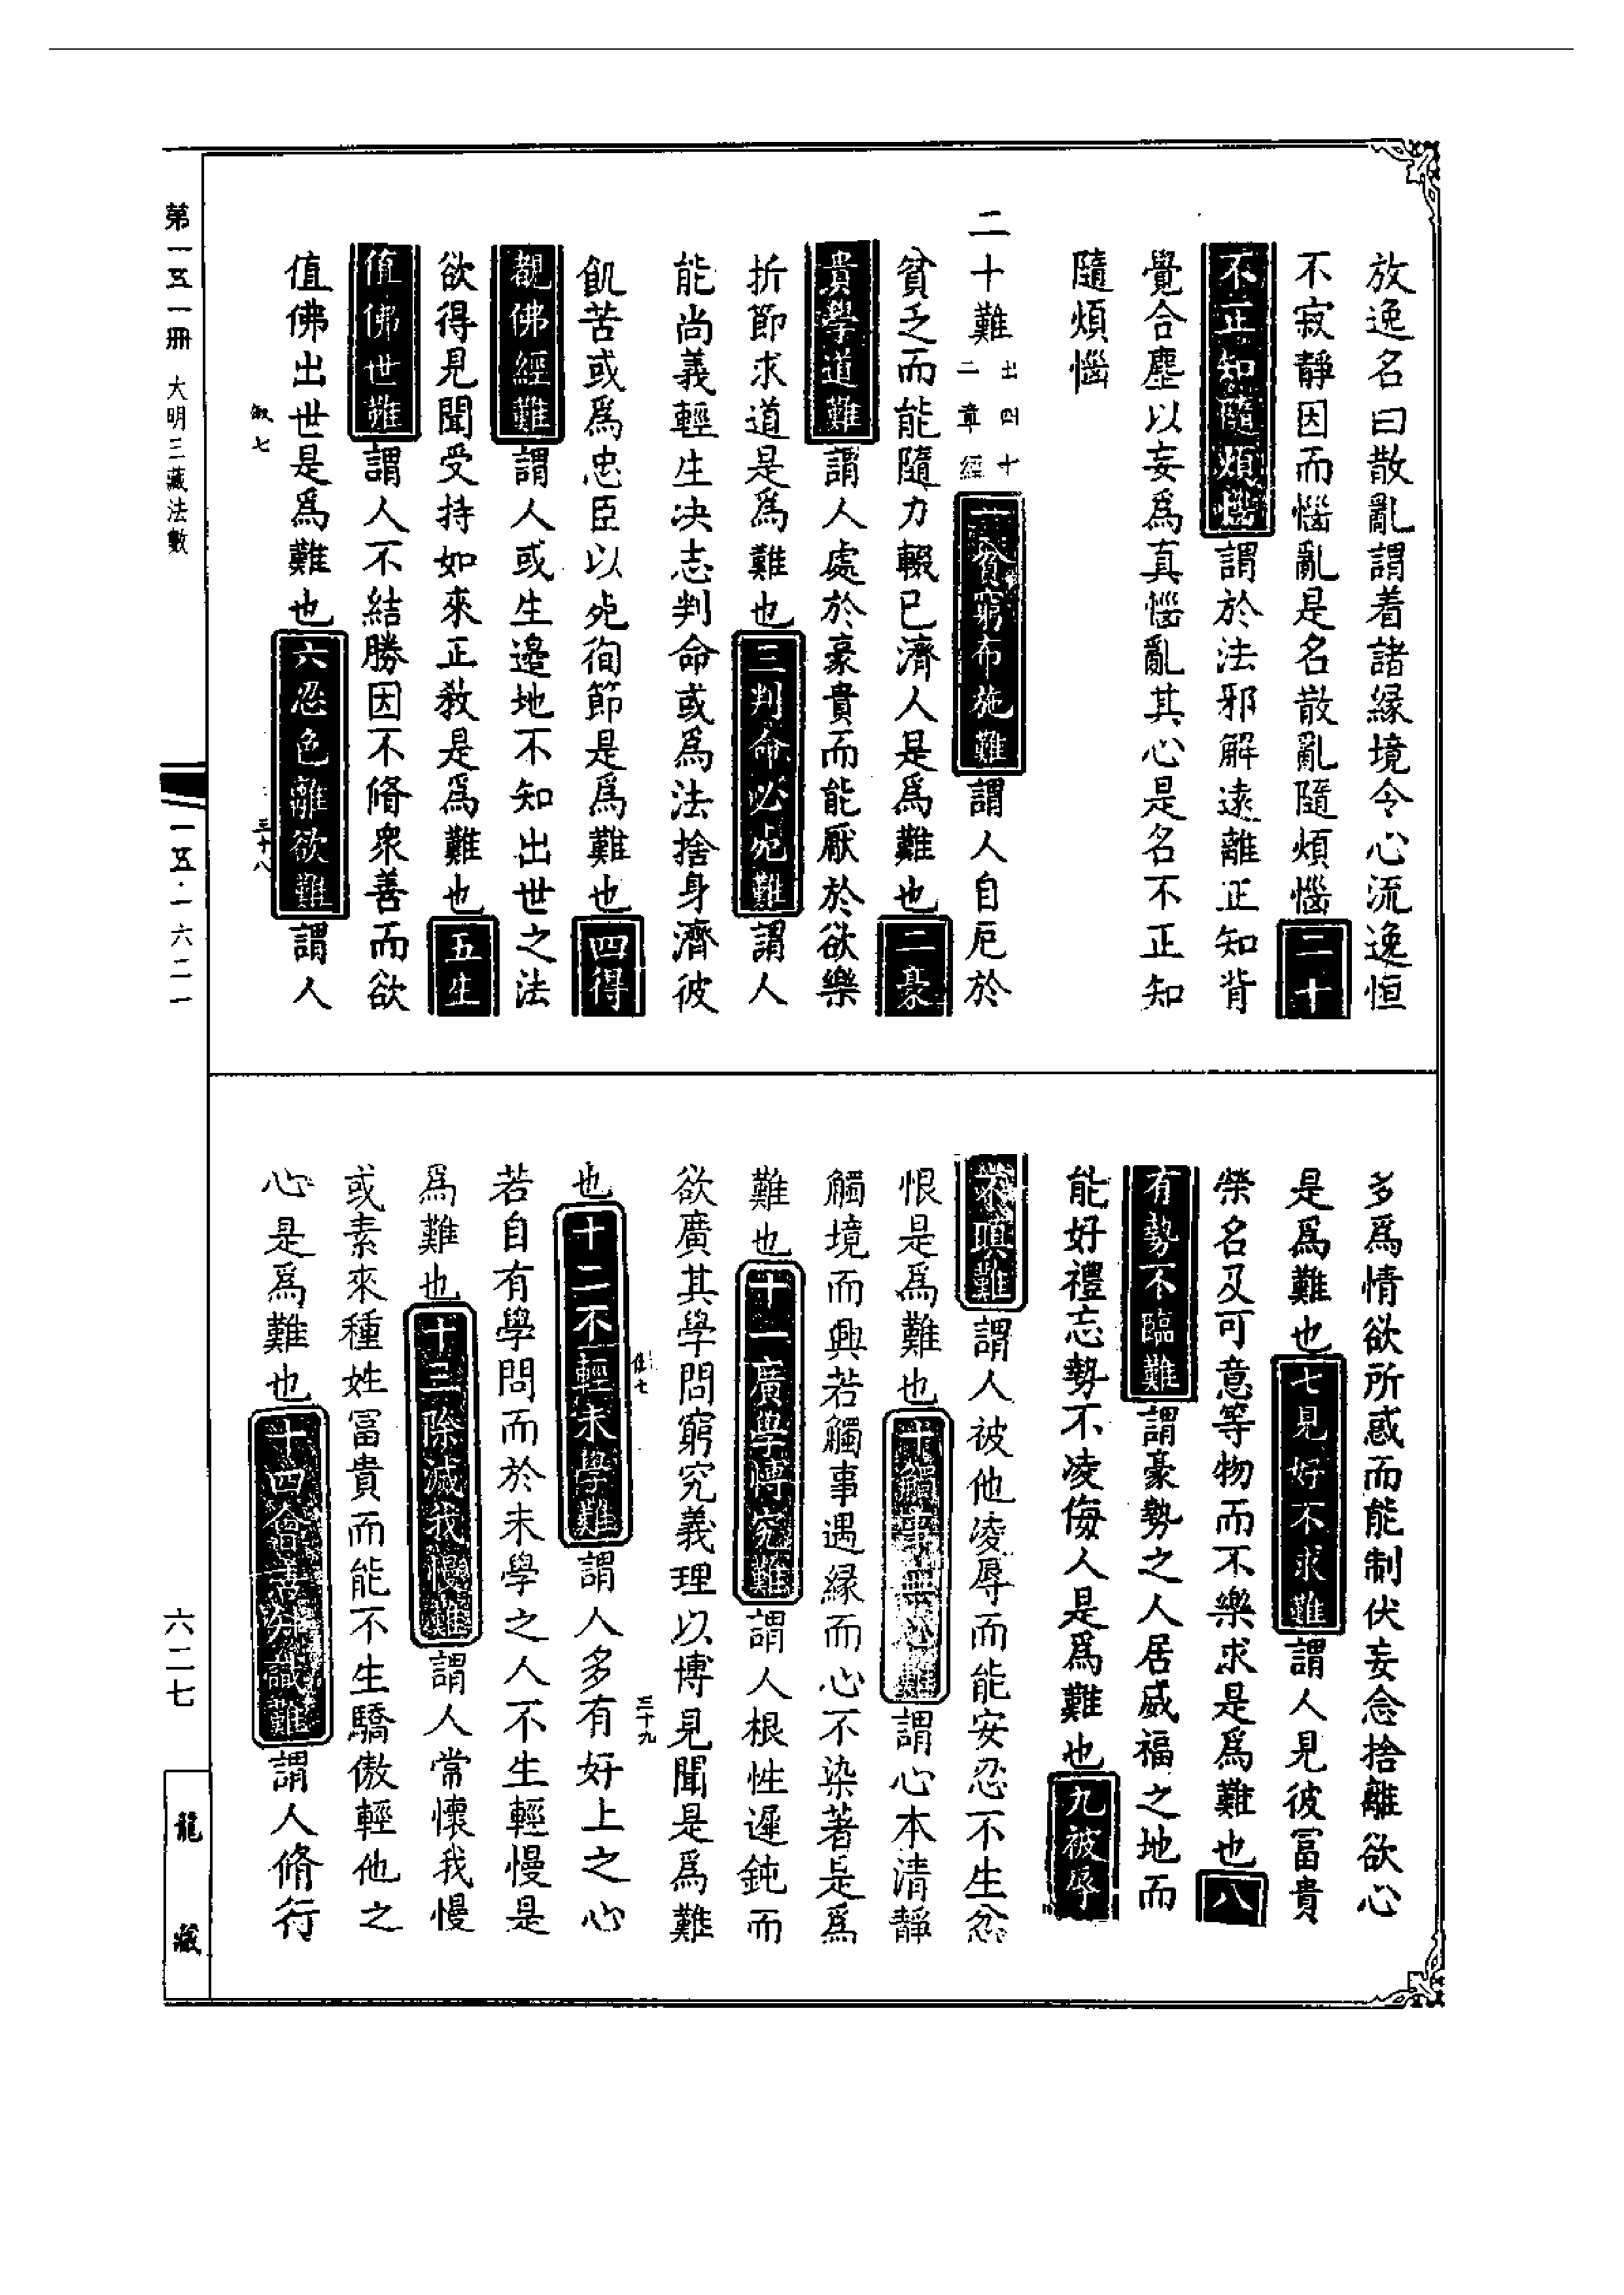 放逸名曰散亂謂着諸緣境令心流逸恒
不寂靜因而惱亂是名散亂隨煩惱二十
不正知隨煩惱謂於法邪解遠離正知背
覺合塵以妄爲真惱亂其心是名不正知
隨煩惱
二十難出四十二章經一貧窮布施難謂人自厄於
貧乏而能隨力輟已濟人是爲難也二豪
貴學道難謂人處於豪貴而能厭於欲樂
折節求道是爲難也三判命必死難謂人
能尚義輕生决志判命或爲法捨身濟彼
飢苦或爲忠臣以死徇節是爲難也四得
覩佛經難謂人或生邊地不知出世之法
欲得見聞受持如來正教是爲難也五生
值佛世難謂人不結勝因不脩衆善而欲
值佛出世是爲難也六忍色離欲難謂人
三十八
第一五一冊 大明三藏法數
一五·一六二一
多爲情欲所惑而能制伏妄念捨離欲心
是爲難也七見好不求難謂人見彼冨貴
榮名及可意等物而不樂求是爲難也八
有勢不臨難謂豪勢之人居威福之地而
能好禮忘勢不凌侮人是爲難也九被辱
不瞋難謂人被他凌辱而能安忍不生忿
恨是爲難也十觸事無心難謂心本清靜
觸境而興若觸事遇緣而心不染著是爲
難也十一廣學博究難謂人根性遲鈍而
欲廣其學問窮究義理以博見聞是爲難
也十二不輕未學難謂人多有好上之心
三十九
若自有學問而於未學之人不生輕慢是
爲難也十三除滅我慢難謂人常懷我慢
或素來種姓冨貴而能不生驕傲輕他之
心是爲難也十四會善知識難謂人脩行
六二七
龍藏